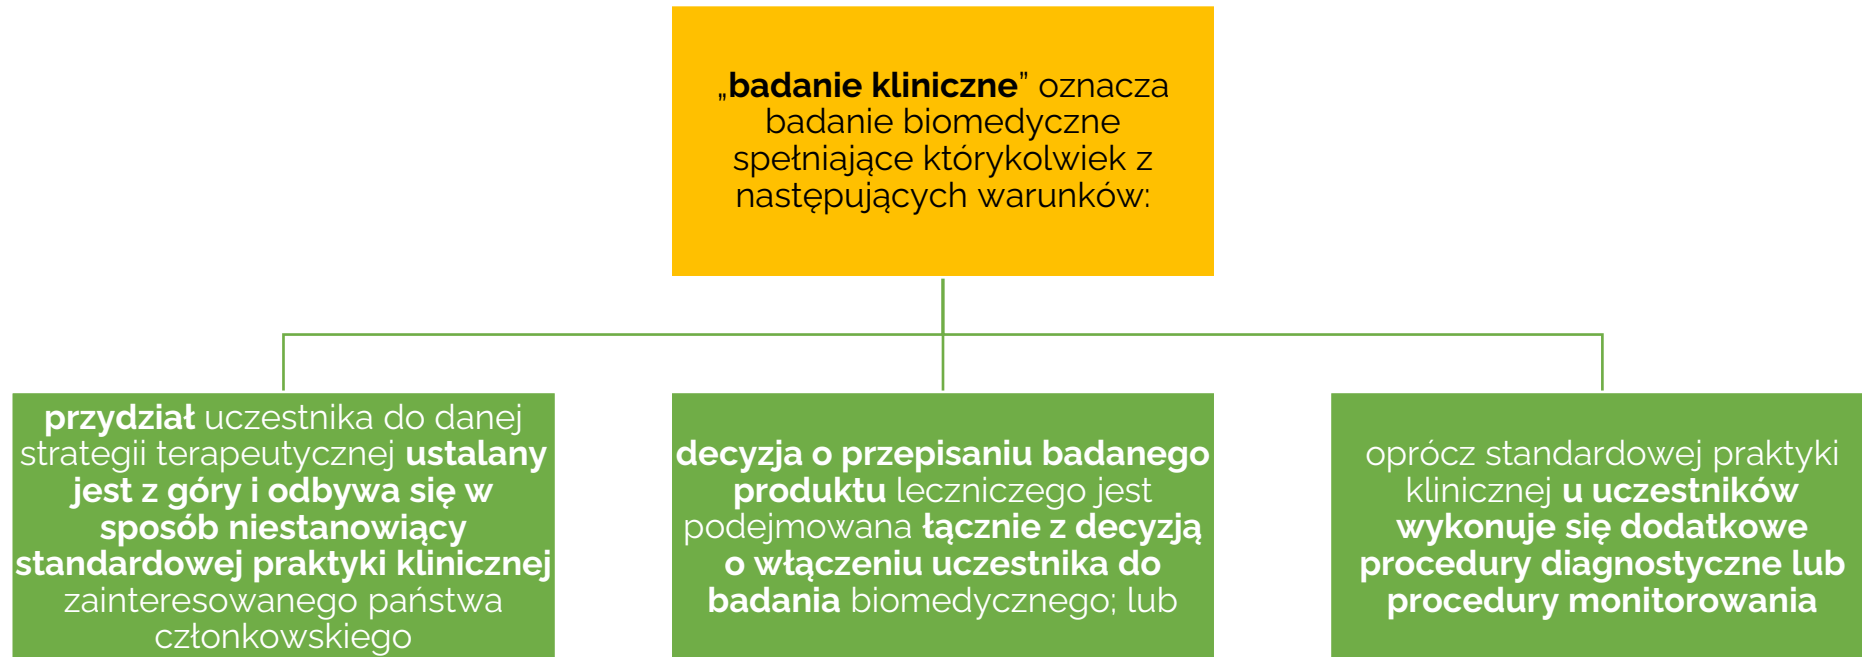 „badanie kliniczne” oznacza
badanie biomedyczne
spełniające którykolwiek z
następujących warunków:
przydział uczestnika do danej
strategii terapeutycznej ustalany
jest z góry i odbywa się w
sposób niestanowiący
standardowej praktyki klinicznej
zainteresowanego państwa
członkowskiego
decyzja o przepisaniu badanego
produktu leczniczego jest
podejmowana łącznie z decyzją
o włączeniu uczestnika do
badania biomedycznego; lub
oprócz standardowej praktyki
klinicznej u uczestników
wykonuje się dodatkowe
procedury diagnostyczne lub
procedury monitorowania